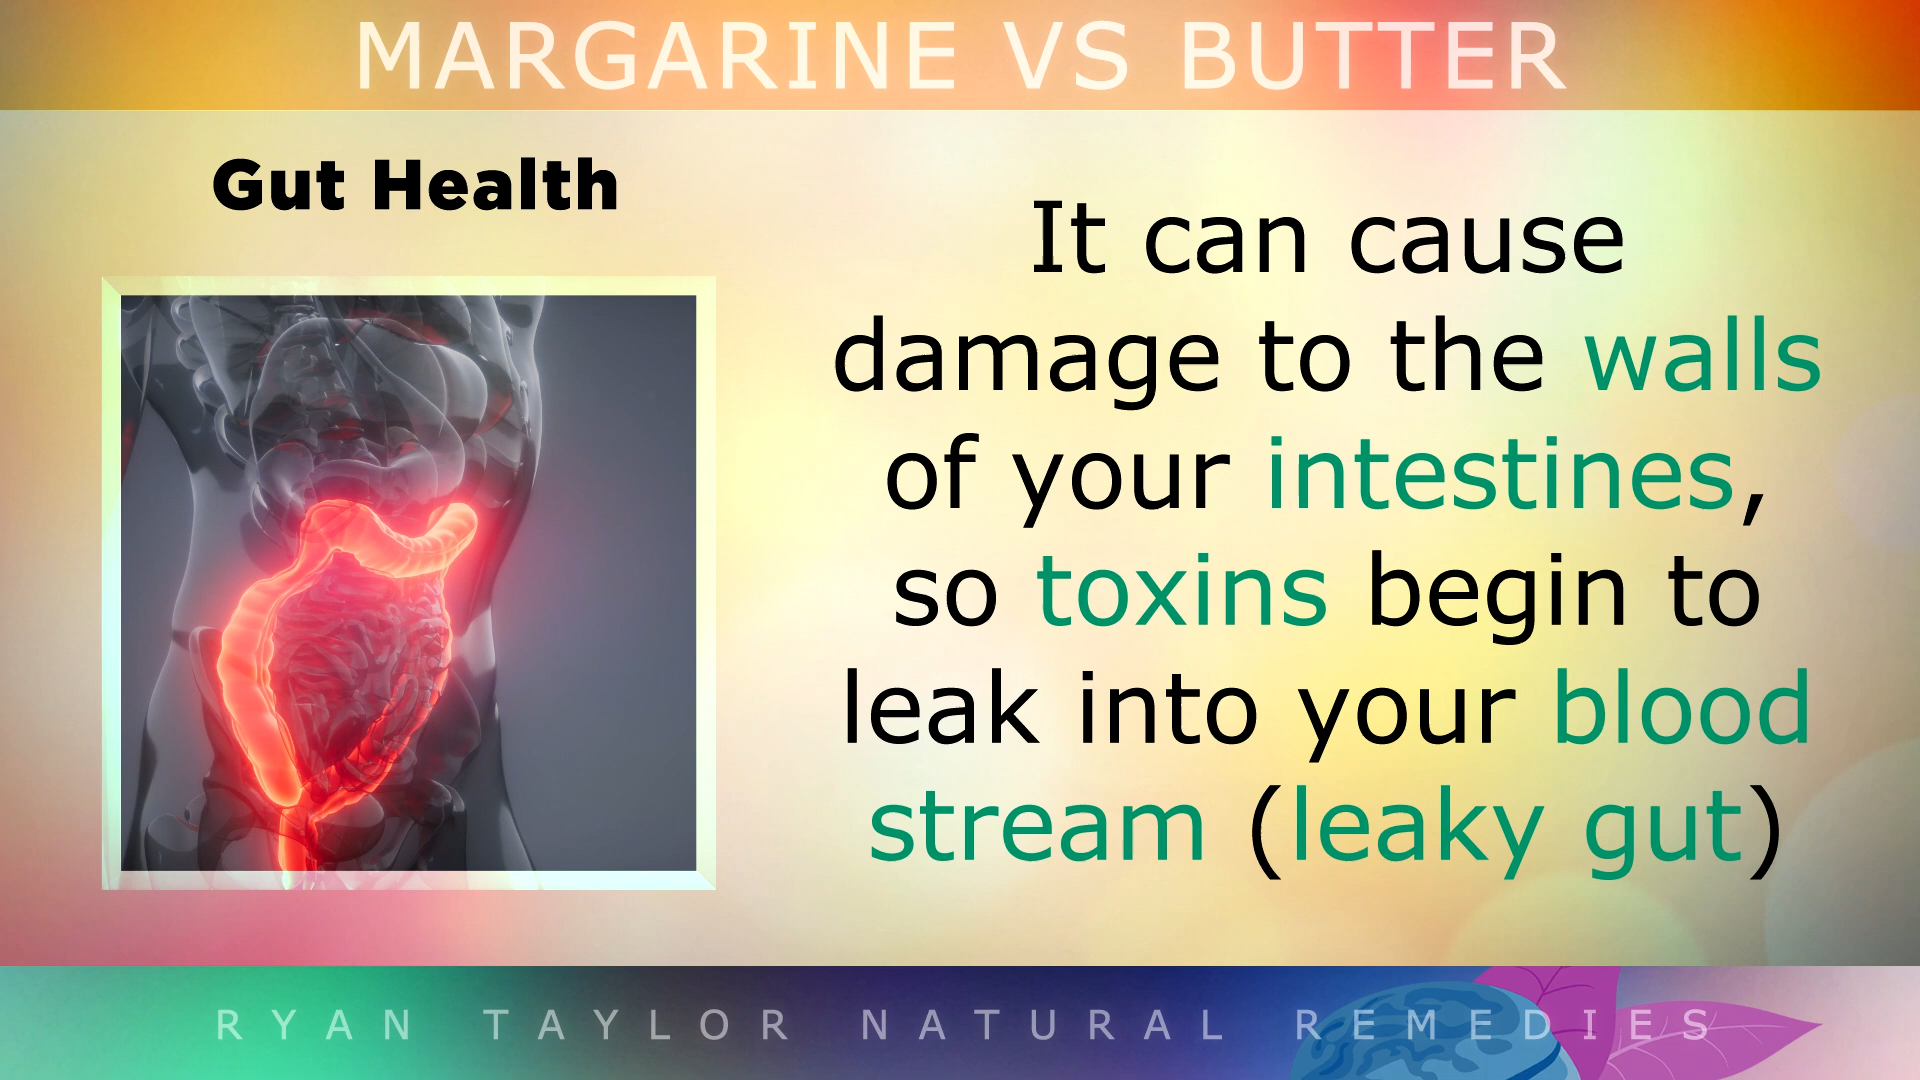 MARGARINE VS BUTTER
Gut Health
It can cause
damage to the walls
of your intestines,
so toxins begin to
leak into your blood
stream (leaky gut)
RYAN TAYLOR NATURAL REMEDIES